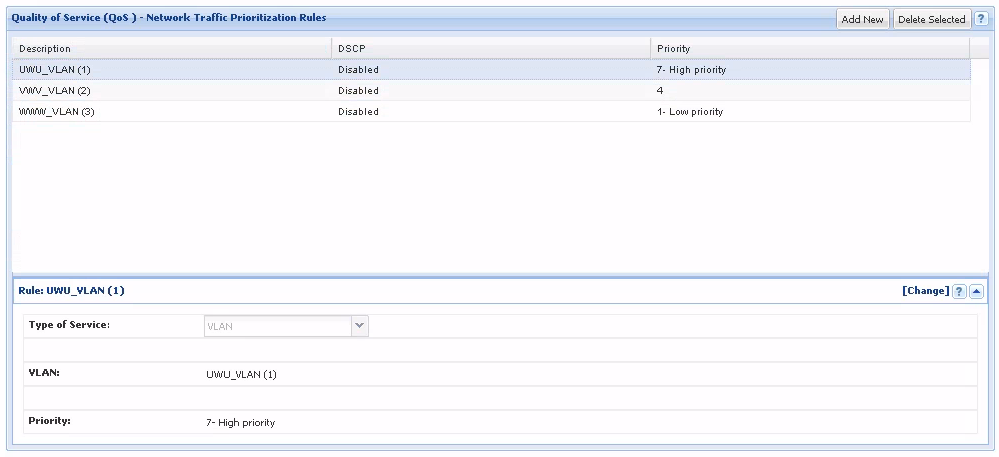 Quality of Service (QoS ) - Network Traffic Prioritization Rules Add New Delete Selected ?
Description DSCP Priority
UWU_VLAN (1) Disabled 7- High priority
VWV_VLAN (2) Disabled 4
WWW_VLAN (3) Disabled 1- Low priority
Rule: UWU_VLAN (1) [Change] ?
Type of Service: VLAN
VLAN: UWU_VLAN (1)
Priority: 7- High priority